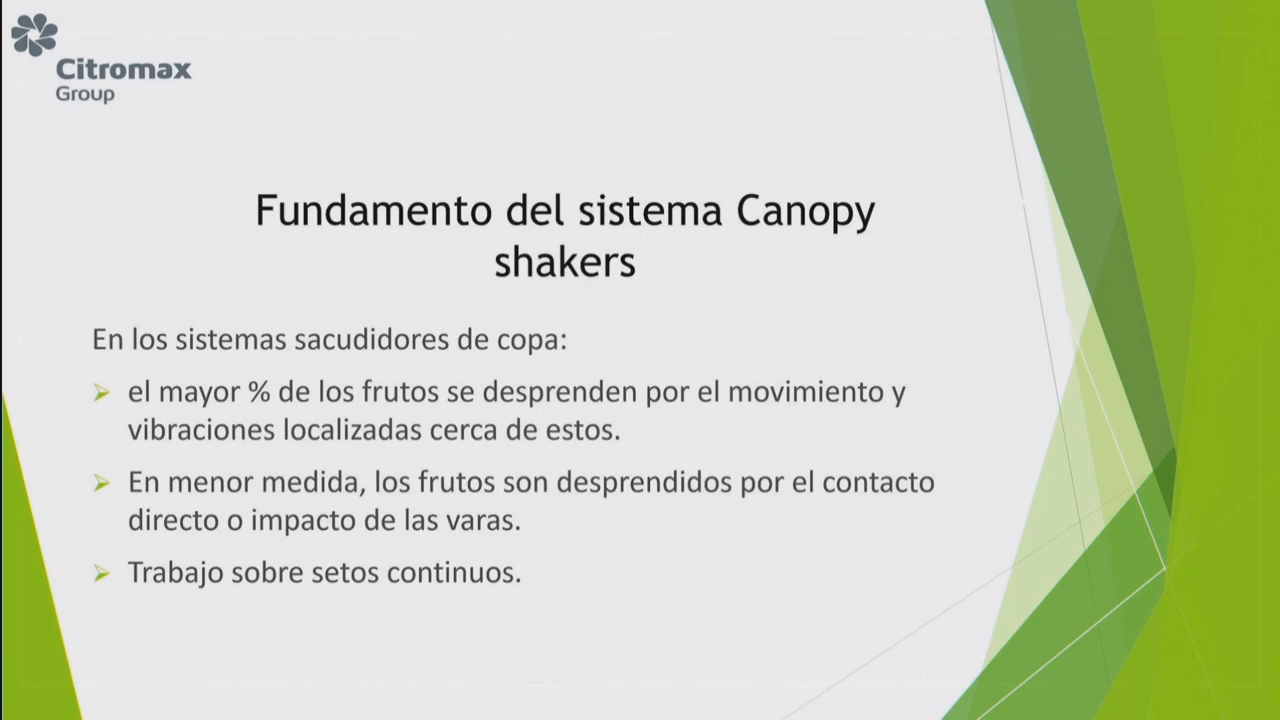 Citromax
Group
Fundamento del sistema Canopy
shakers
En los sistemas sacudidores de copa:
el mayor % de los frutos se desprenden por el movimiento y
vibraciones localizadas cerca de estos.
En menor medida, los frutos son desprendidos por el contacto
directo o impacto de las varas.
Trabajo sobre setos continuos.